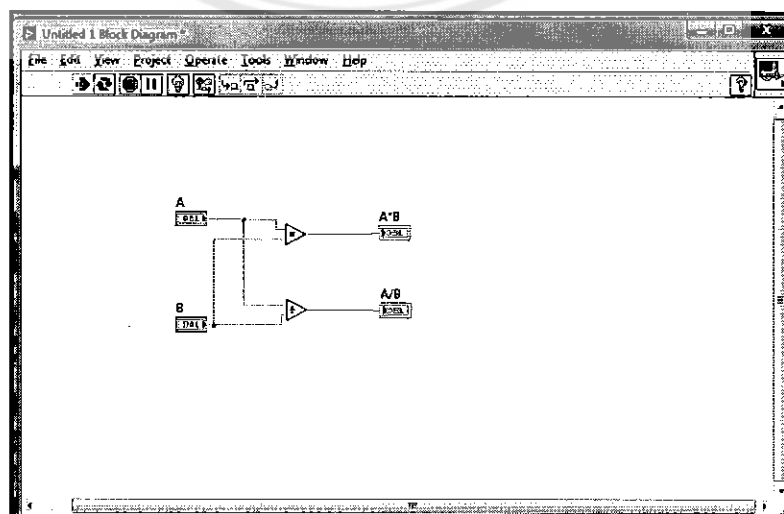 Untitled 1 Block Diagram *
File Edit View Project Operate Tools Window Help
A
DBL
A*B
DBL
A/B
DBL
B
DBL